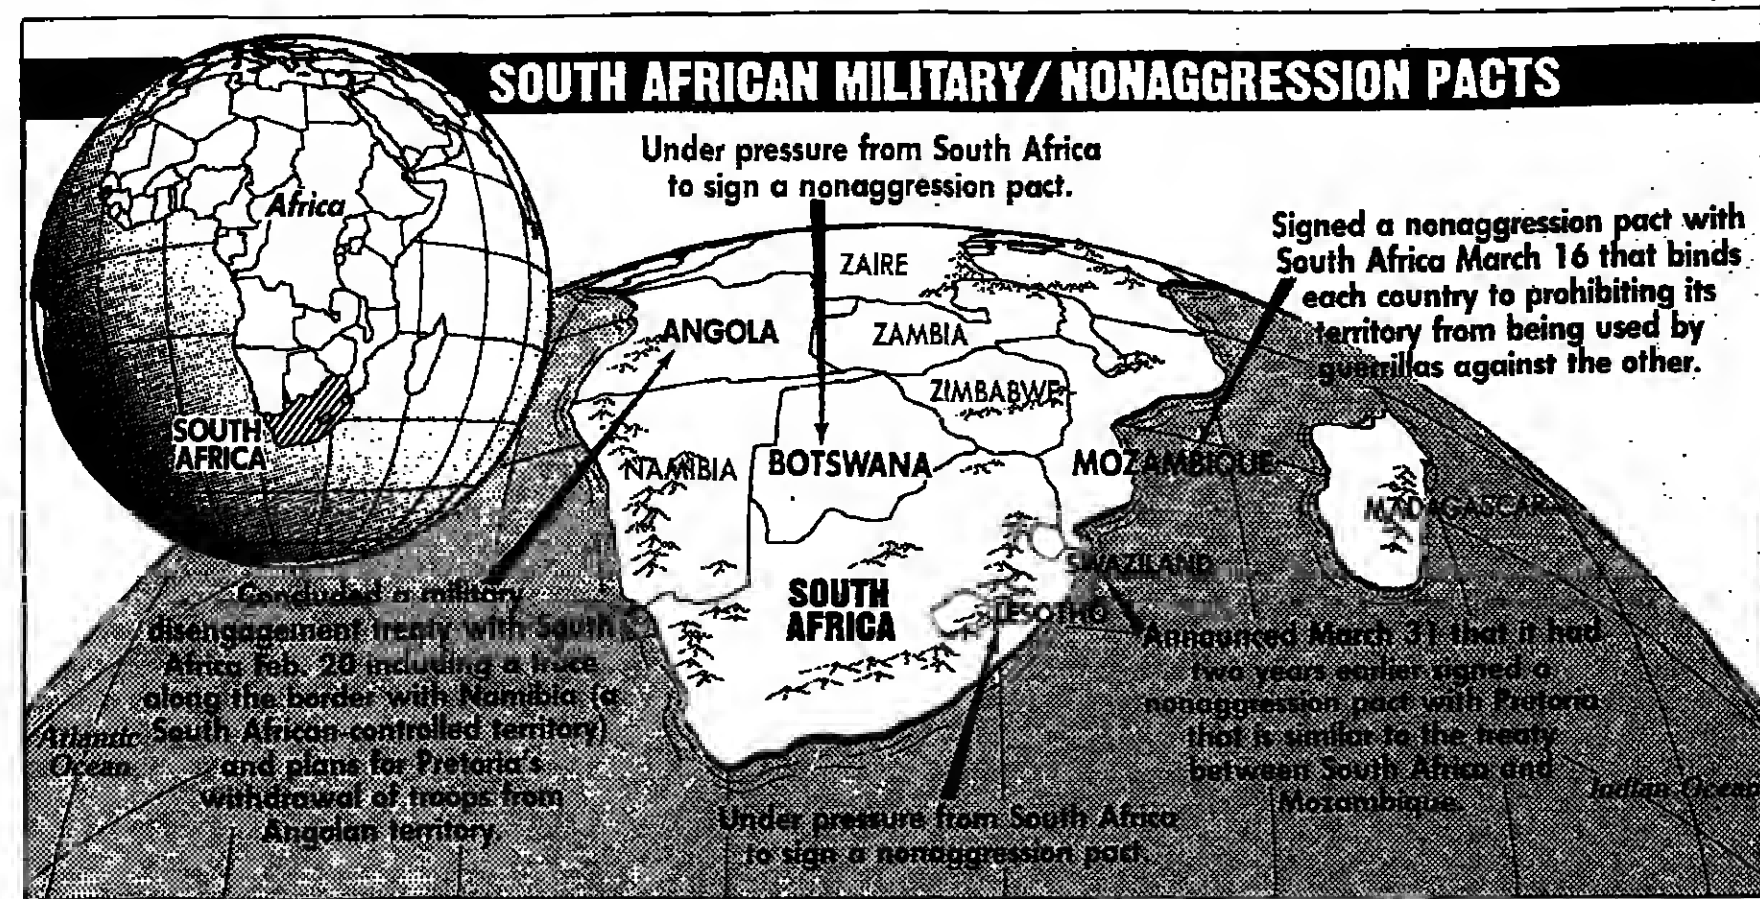 SOUTH AFRICAN MILITARY/NONAGGRESSION PACTS
Africa
SOUTH
AFRICA
Under pressure from South Africa
to sign a nonaggression pact.
Signed a nonaggression pact with
South Africa March 16 that binds
each country to prohibiting its
territory from being used by
guerrillas against the other.
ZAIRE
ANGOLA
ZAMBIA
ZIMBABWE
NAMIBIA
BOTSWANA
MOZAMBIQUE
MADAGASCAR
SWAZILAND
SOUTH
AFRICA
LESOTHO
Concluded a military
disengagement treaty with South
Africa Feb. 20 including a truce
along the border with Namibia (a
South African-controlled territory)
and plans for Pretoria's
withdrawal of troops from
Angolan territory.
Atlantic
Ocean
Announced March 31 that it had
two years earlier signed a
nonaggression pact with Pretoria
that is similar to the treaty
between South Africa and
Mozambique.
Indian Ocean
Under pressure from South Africa
to sign a nonaggression pact.